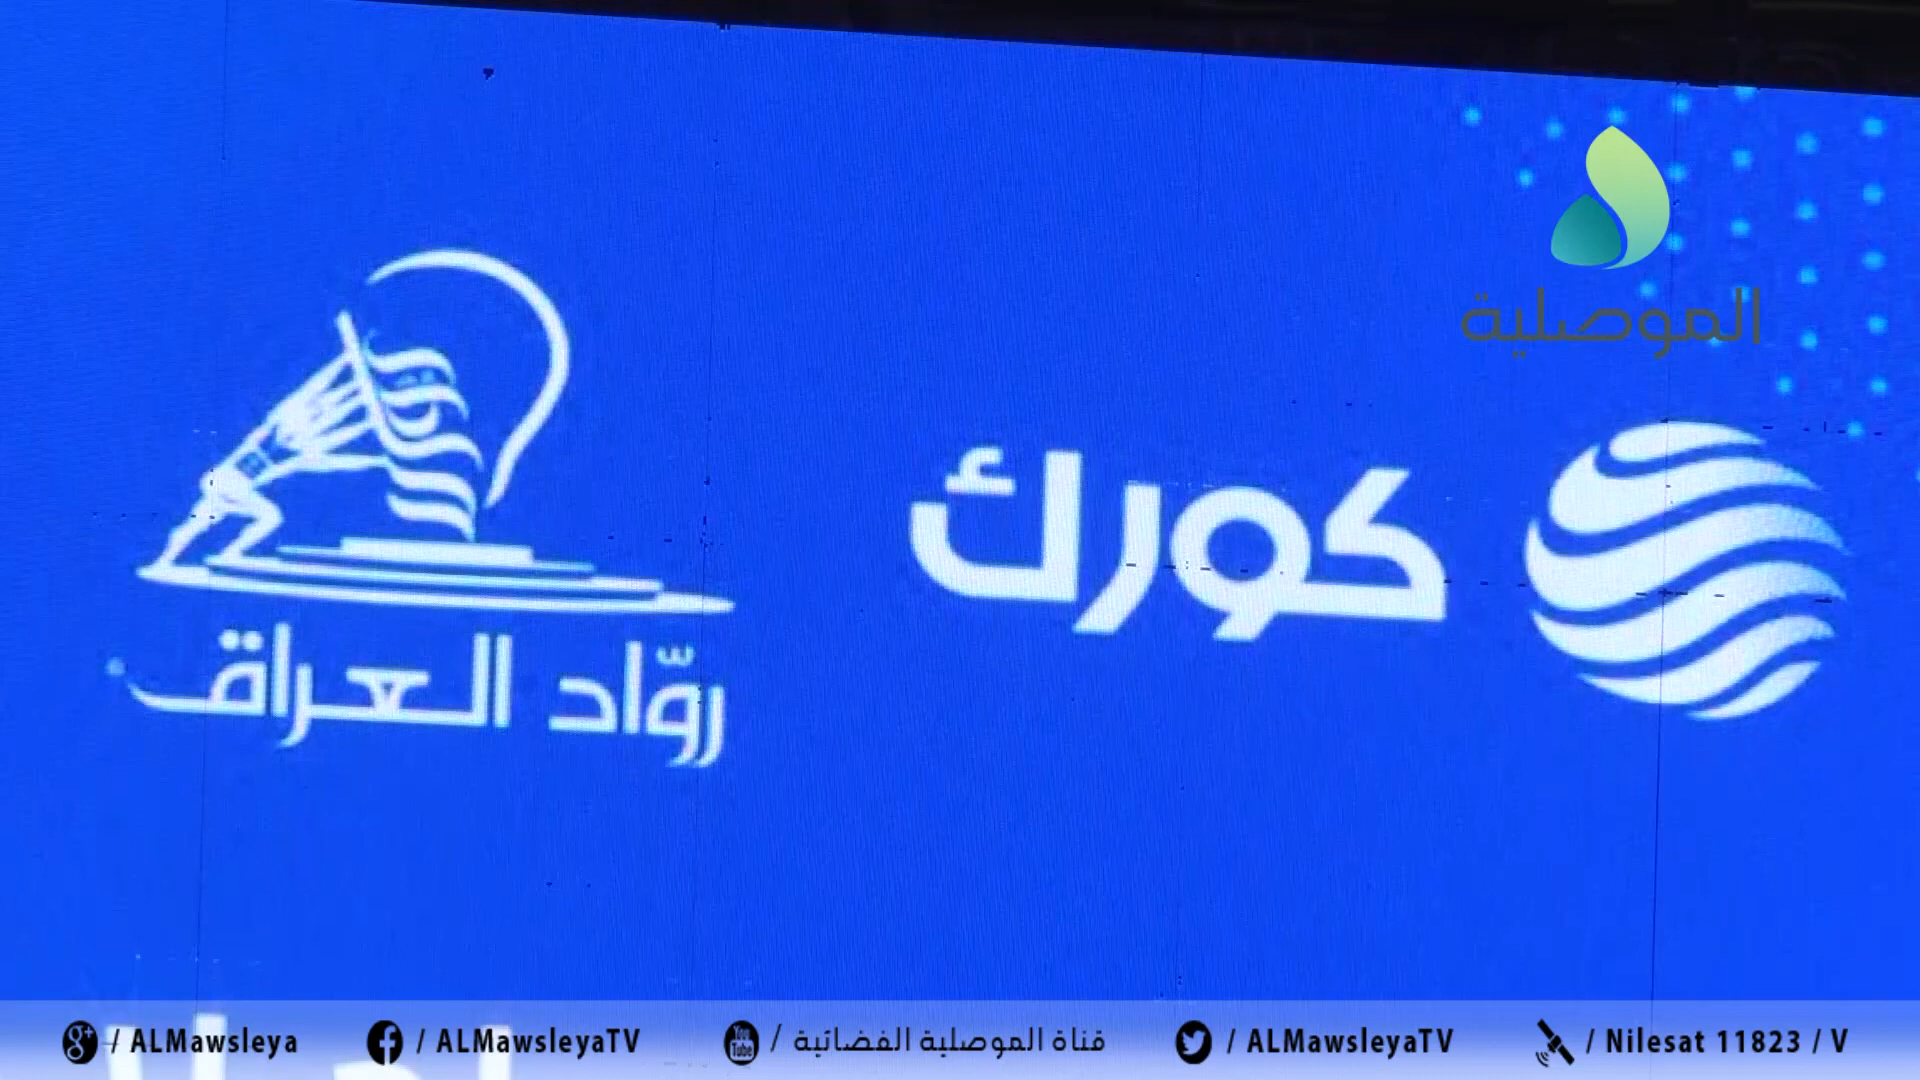 الموصلية
كورك
روّاد العراق
/ ALMawsleya
/ ALMawsleyaTV
قناة الموصلية الفضائية /
/ ALMawsleyaTV
/ Nilesat 11823 / V